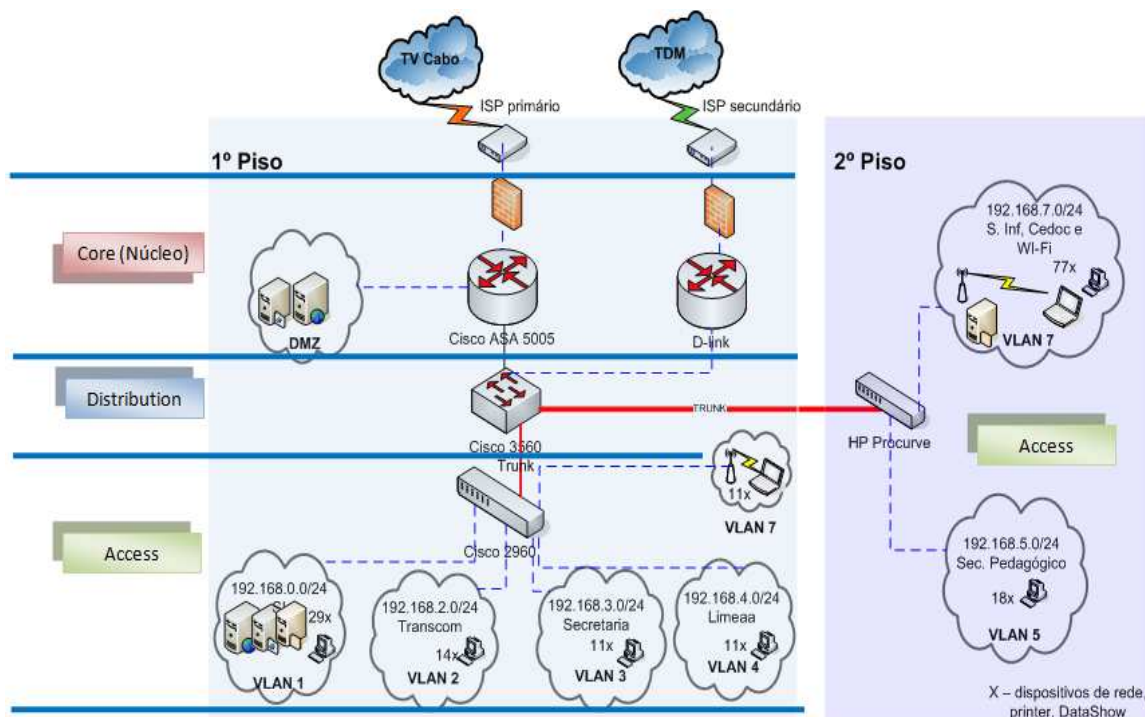 TV Cabo
TDM
ISP primário
ISP secundário
1º Piso
2º Piso
Core (Núcleo)
DMZ
Cisco ASA 5005
D-link
192.168.7.0/24
S. Inf, Cedoc e
WI-Fi
77x
VLAN 7
Distribution
TRUNK
Cisco 3560
Trunk
HP Procurve
Access
11x
VLAN 7
Access
Cisco 2960
192.168.0.0/24
29x
VLAN 1
192.168.2.0/24
Transcom
14x
VLAN 2
192.168.3.0/24
Secretaria
11x
VLAN 3
192.168.4.0/24
Limeaa
11x
VLAN 4
192.168.5.0/24
Sec. Pedagógico
18x
VLAN 5
X – dispositivos de rede,
printer, DataShow